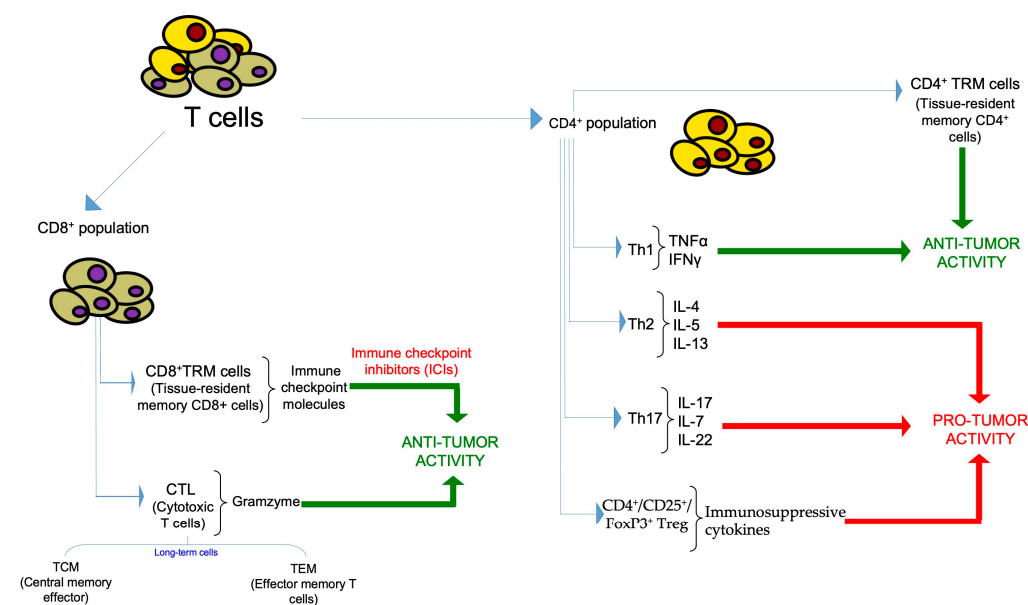 T cells
CD4⁺ population
CD4⁺ TRM cells
(Tissue-resident
memory CD4⁺
cells)
CD8⁺ population
Th1
TNFα
IFNγ
ANTI-TUMOR
ACTIVITY
Th2
IL-4
IL-5
IL-13
CD8⁺TRM cells
(Tissue-resident
memory CD8+ cells)
Immune
checkpoint
molecules
Immune checkpoint
inhibitors (ICIs)
ANTI-TUMOR
ACTIVITY
Th17
IL-17
IL-7
IL-22
PRO-TUMOR
ACTIVITY
CTL
(Cytotoxic
T cells)
Gramzyme
CD4⁺/CD25⁺/
FoxP3⁺ Treg
Immunosuppressive
cytokines
Long-term cells
TCM
(Central memory
effector)
TEM
(Effector memory T
cells)